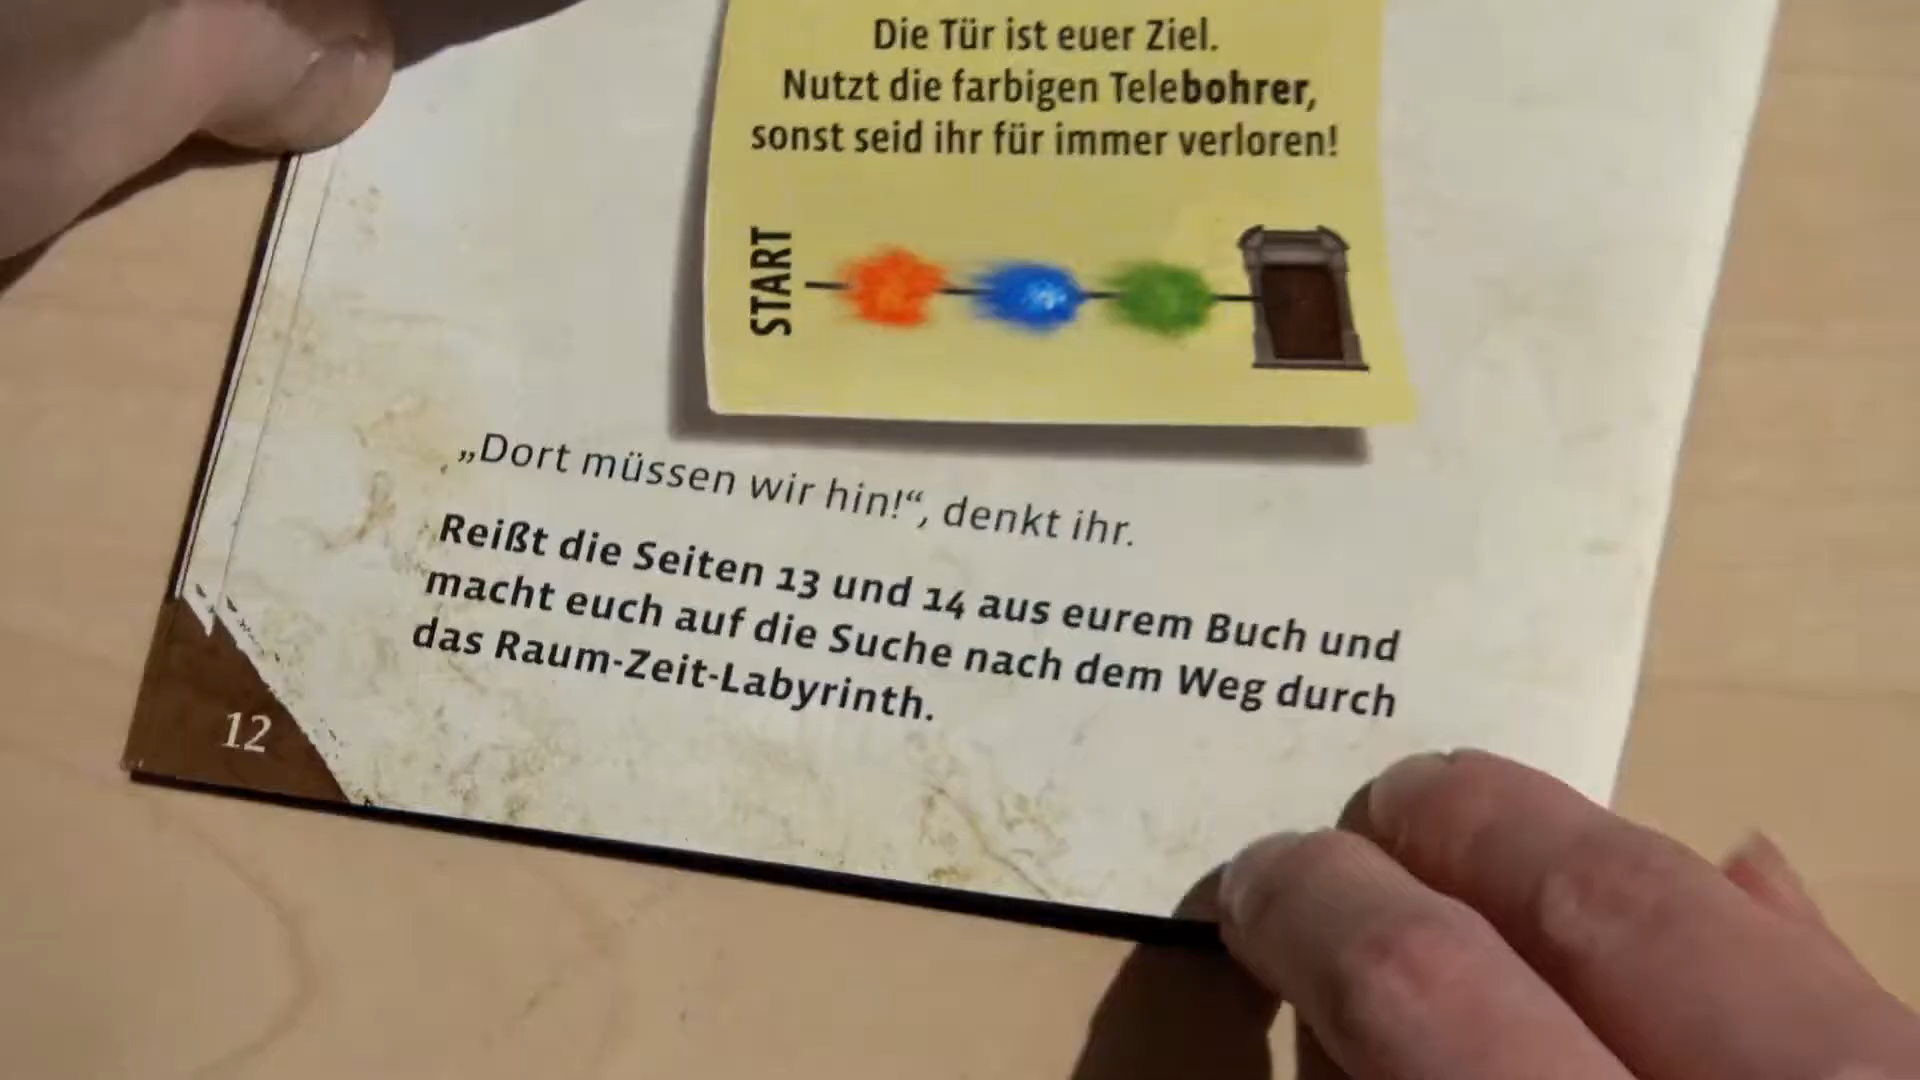 Die Tür ist euer Ziel.
Nutzt die farbigen Telebohrer,
sonst seid ihr für immer verloren!
START
„Dort müssen wir hin!“, denkt ihr.
Reißt die Seiten 13 und 14 aus eurem Buch und
macht euch auf die Suche nach dem Weg durch
das Raum-Zeit-Labyrinth.
12